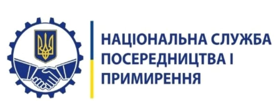 НАЦІОНАЛЬНА СЛУЖБА
ПОСЕРЕДНИЦТВА І
ПРИМИРЕННЯ